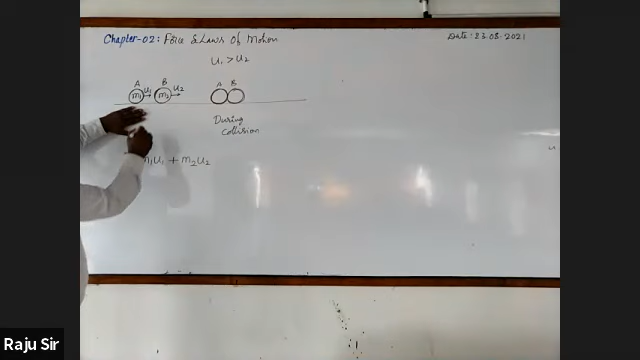 Chapter-02: Force & Laws Of Motion
Date: 23.08.2021
U₁ > U₂
A B A B
m₁ U₁ m₂ U₂
During
collision
m₁U₁ + m₂U₂
u
Raju Sir